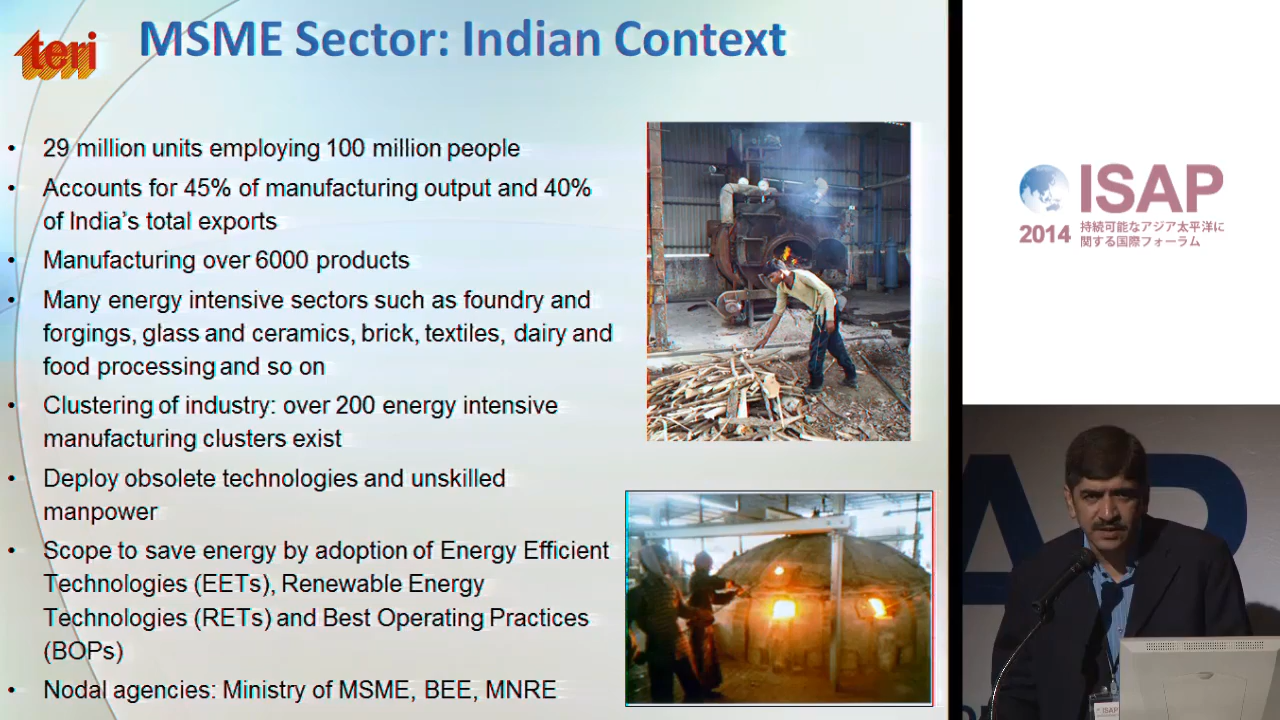 teri
MSME Sector: Indian Context
• 29 million units employing 100 million people
• Accounts for 45% of manufacturing output and 40%
of India's total exports
• Manufacturing over 6000 products
• Many energy intensive sectors such as foundry and
forgings, glass and ceramics, brick, textiles, dairy and
food processing and so on
• Clustering of industry: over 200 energy intensive
manufacturing clusters exist
• Deploy obsolete technologies and unskilled
manpower
• Scope to save energy by adoption of Energy Efficient
Technologies (EETs), Renewable Energy
Technologies (RETs) and Best Operating Practices
(BOPs)
• Nodal agencies: Ministry of MSME, BEE, MNRE
ISAP
2014 持続可能なアジア太平洋に
関する国際フォーラム
AP
ISAP